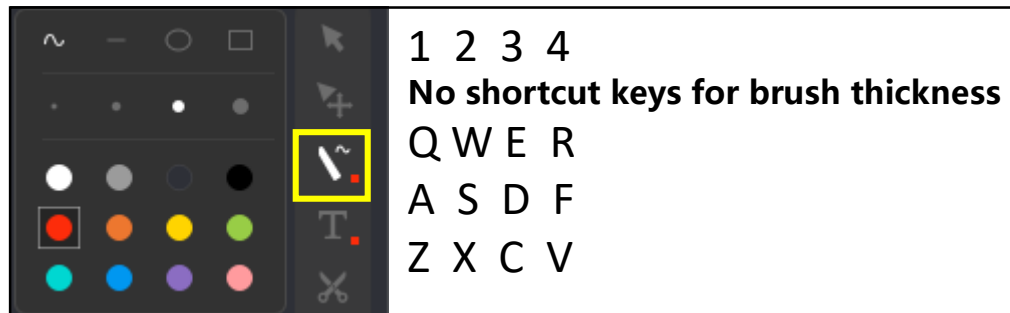 1 2 3 4
No shortcut keys for brush thickness
Q W E R
A S D F
Z X C V
T